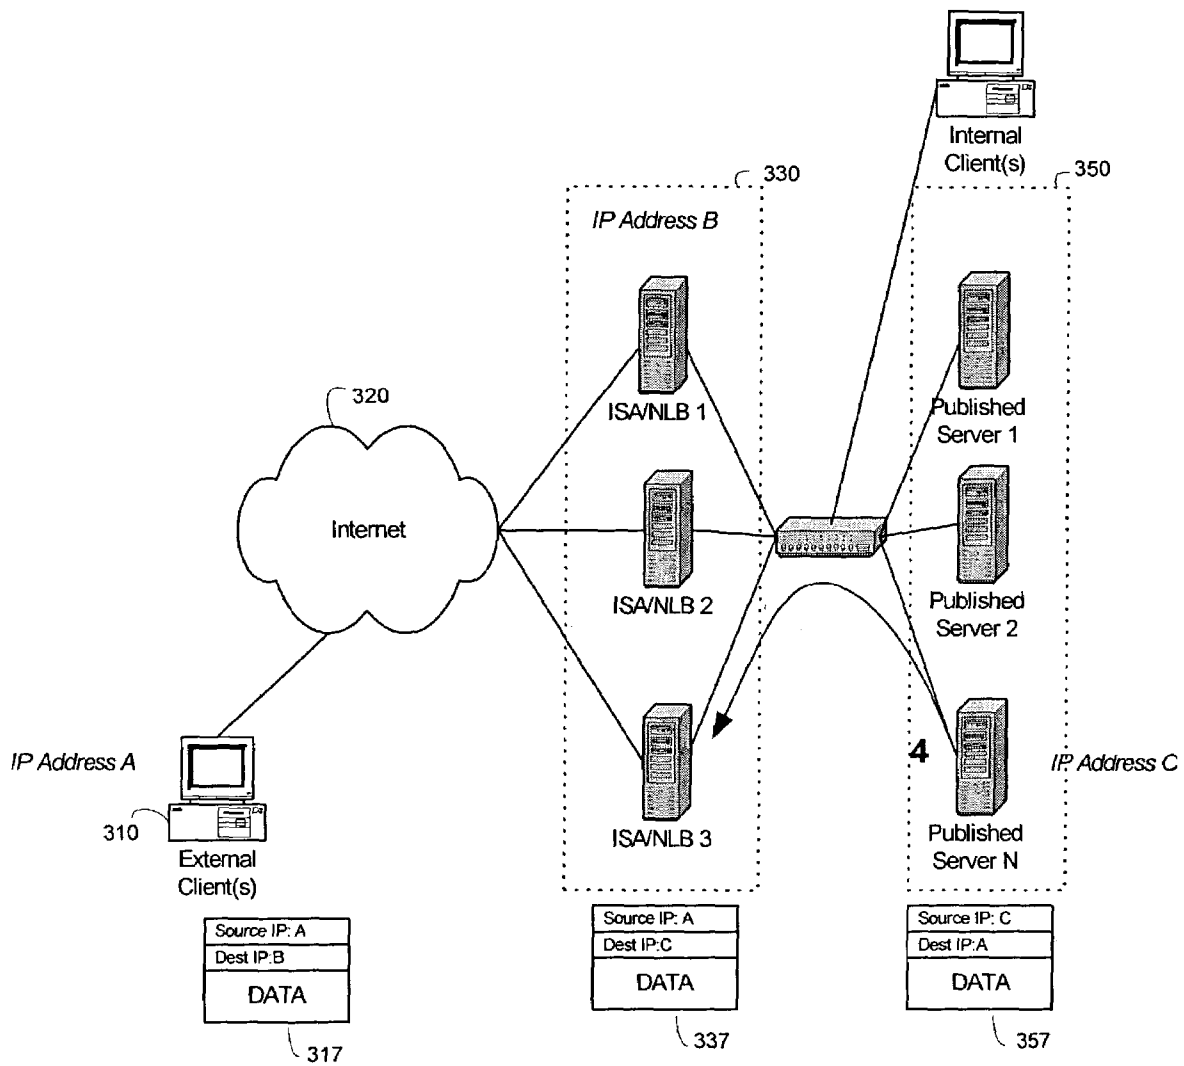 Internal
Client(s)
330
350
IP Address B
320
ISA/NLB 1
Published
Server 1
Internet
ISA/NLB 2
Published
Server 2
IP Address A
4
IP Address C
310
External
Client(s)
ISA/NLB 3
Published
Server N
Source IP: A
Dest IP:B
DATA
317
Source IP: A
Dest IP:C
DATA
337
Source IP: C
Dest IP:A
DATA
357